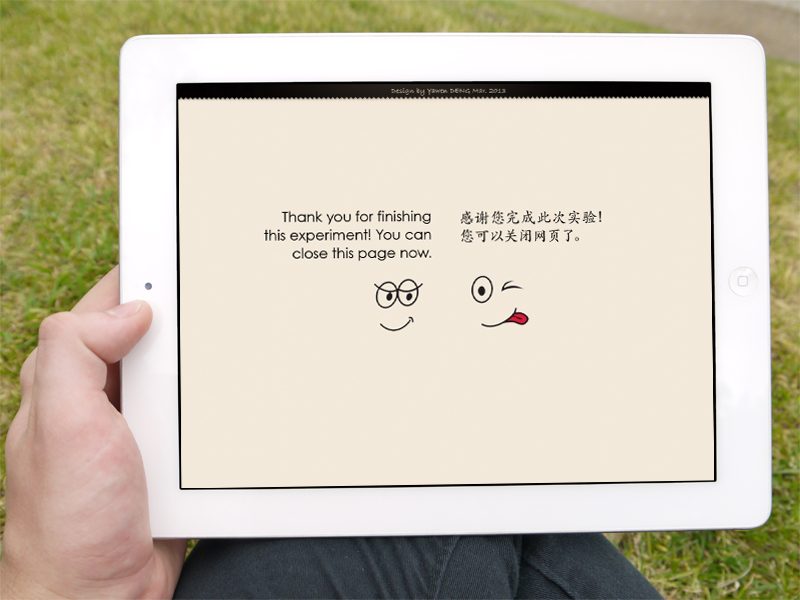 Design by Yawen DENG Mar. 2013
Thank you for finishing
this experiment! You can
close this page now.
感谢您完成此次实验!
您可以关闭网页了。